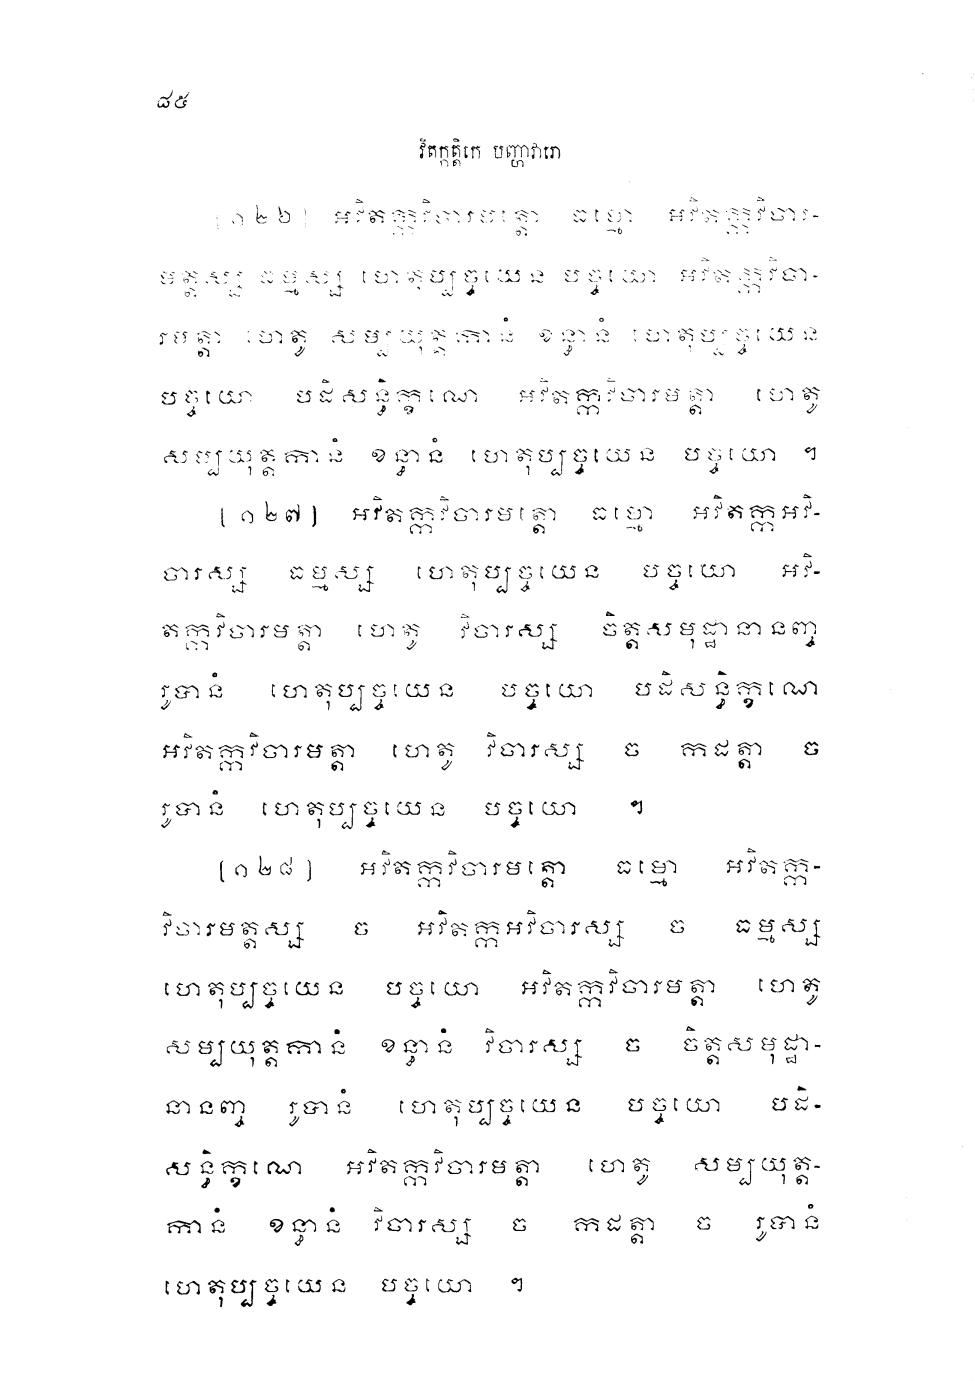 ៨៥
វិតក្កត្តិកេ បញ្ហាវារោ
[១២៦] អវិតក្កវិចារមត្តោ ធម្មោ អវិតក្កវិចារ-
មត្តស្ស ធម្មស្ស ហេតុប្បច្ចយេន បច្ចយោ អវិតក្កវិចា-
រមត្តា ហេតូ សម្បយុត្តកានំ ខន្ធានំ ហេតុប្បច្ចយេន
បច្ចយោ បដិសន្ធិក្ខណេ អវិតក្កវិចារមត្តា ហេតូ
សម្បយុត្តកានំ ខន្ធានំ ហេតុប្បច្ចយេន បច្ចយោ ។
[១២៧] អវិតក្កវិចារមត្តោ ធម្មោ អវិតក្កអវិ-
ចារស្ស ធម្មស្ស ហេតុប្បច្ចយេន បច្ចយោ អវិ-
តក្កវិចារមត្តា ហេតូ វិចារស្ស ចិត្តសមុដ្ឋានានញ្ច
រូបានំ ហេតុប្បច្ចយេន បច្ចយោ បដិសន្ធិក្ខណេ
អវិតក្កវិចារមត្តា ហេតូ វិចារស្ស ច កដត្តា ច
រូបានំ ហេតុប្បច្ចយេន បច្ចយោ ។
[១២៨] អវិតក្កវិចារមត្តោ ធម្មោ អវិតក្ក-
វិចារមត្តស្ស ច អវិតក្កអវិចារស្ស ច ធម្មស្ស
ហេតុប្បច្ចយេន បច្ចយោ អវិតក្កវិចារមត្តា ហេតូ
សម្បយុត្តកានំ ខន្ធានំ វិចារស្ស ច ចិត្តសមុដ្ឋា-
នានញ្ច រូបានំ ហេតុប្បច្ចយេន បច្ចយោ បដិ-
សន្ធិក្ខណេ អវិតក្កវិចារមត្តា ហេតូ សម្បយុត្ត-
កានំ ខន្ធានំ វិចារស្ស ច កដត្តា ច រូបានំ
ហេតុប្បច្ចយេន បច្ចយោ ។